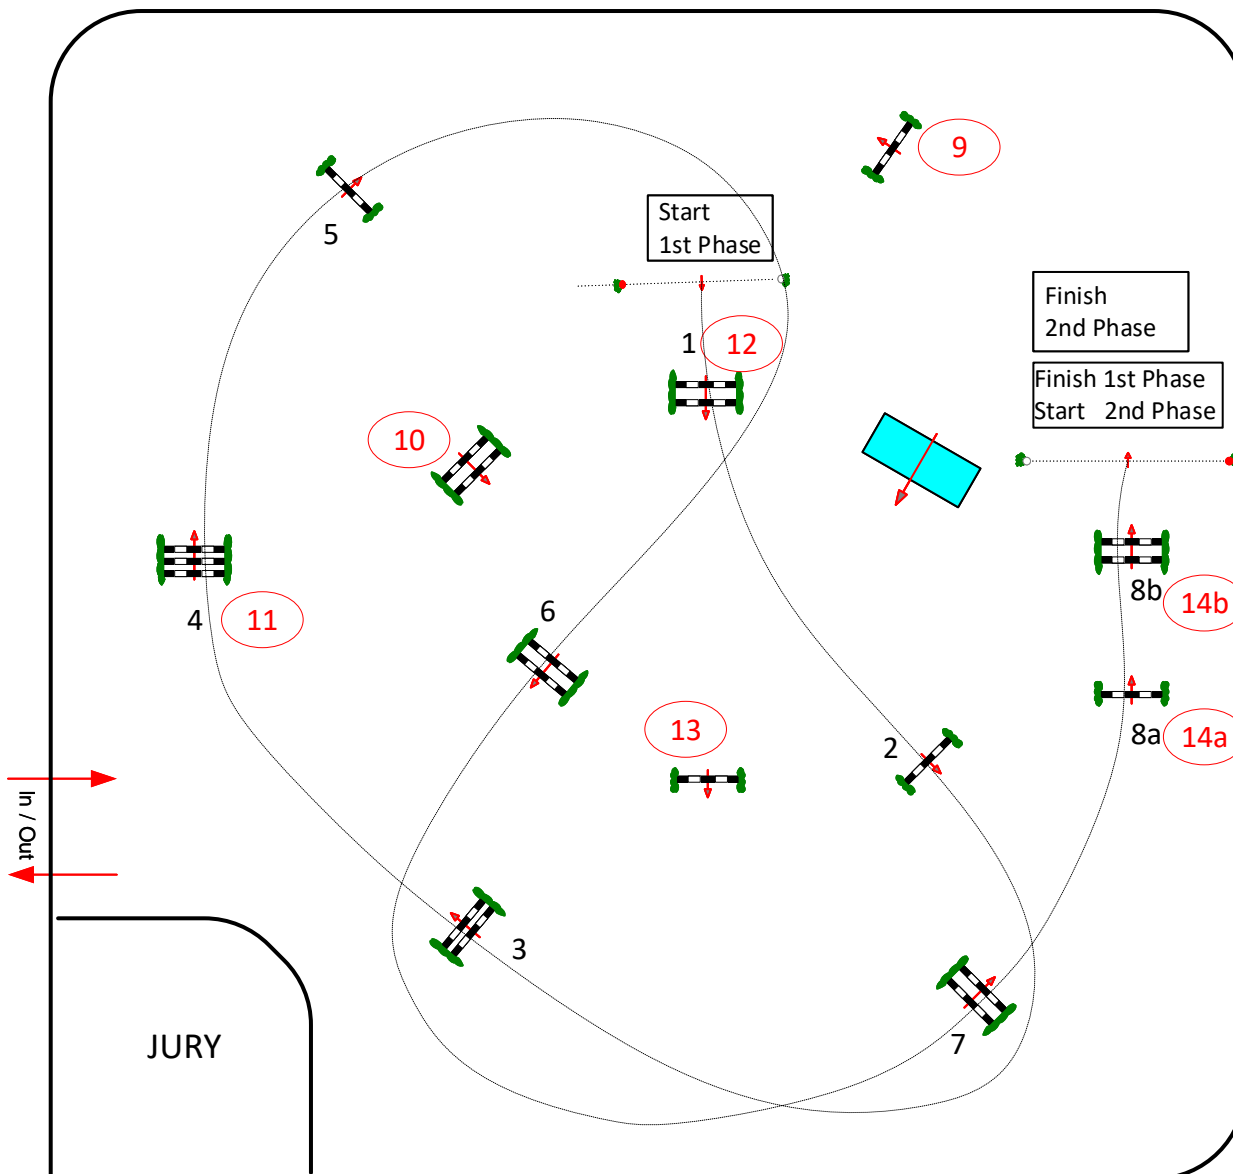 9
Start
1st Phase
5
Finish
2nd Phase
1
12
Finish 1st Phase
Start 2nd Phase
10
8b
14b
4
11
6
13
2
8a
14a
In / Out
3
7
JURY